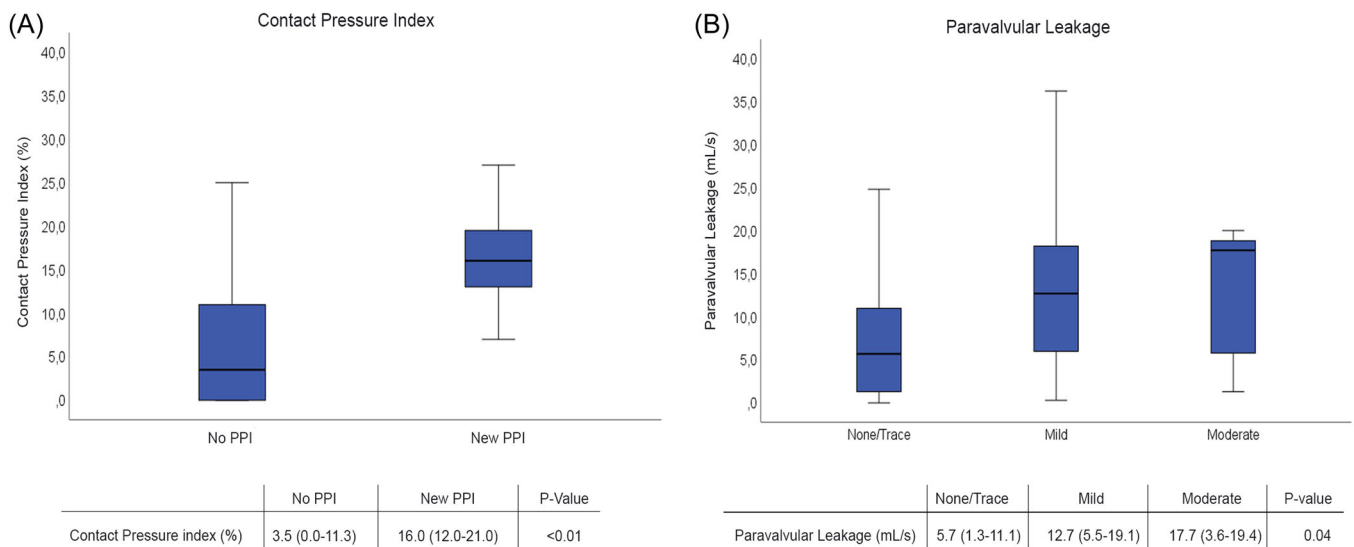 (A)
Contact Pressure Index
Contact Pressure Index (%)
40,0
35,0
30,0
25,0
20,0
15,0
10,0
5,0
,0
No PPI New PPI
No PPI New PPI P-Value
Contact Pressure index (%) 3.5 (0.0-11.3) 16.0 (12.0-21.0) <0.01
(B)
Paravalvular Leakage
Paravalvular Leakage (mL/s)
40,0
35,0
30,0
25,0
20,0
15,0
10,0
5,0
,0
None/Trace Mild Moderate
None/Trace Mild Moderate P-value
Paravalvular Leakage (mL/s) 5.7 (1.3-11.1) 12.7 (5.5-19.1) 17.7 (3.6-19.4) 0.04